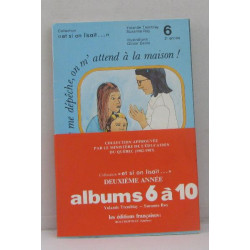 Collection
«et si on lisait...»
6
me dépêche, on m'attend à la maison!
COLLECTION APPROUVÉE
PAR LE MINISTÈRE DE L'ÉDUCATION
DU QUÉBEC
Collection «et si on lisait...»
DEUXIÈME ANNÉE
albums 6 à 10
les éditions françaises